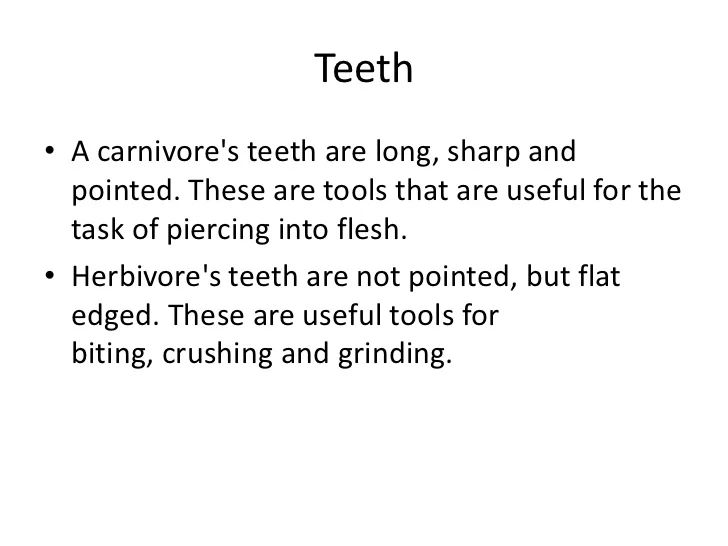 Teeth
• A carnivore's teeth are long, sharp and
pointed. These are tools that are useful for the
task of piercing into flesh.
• Herbivore's teeth are not pointed, but flat
edged. These are useful tools for
biting, crushing and grinding.